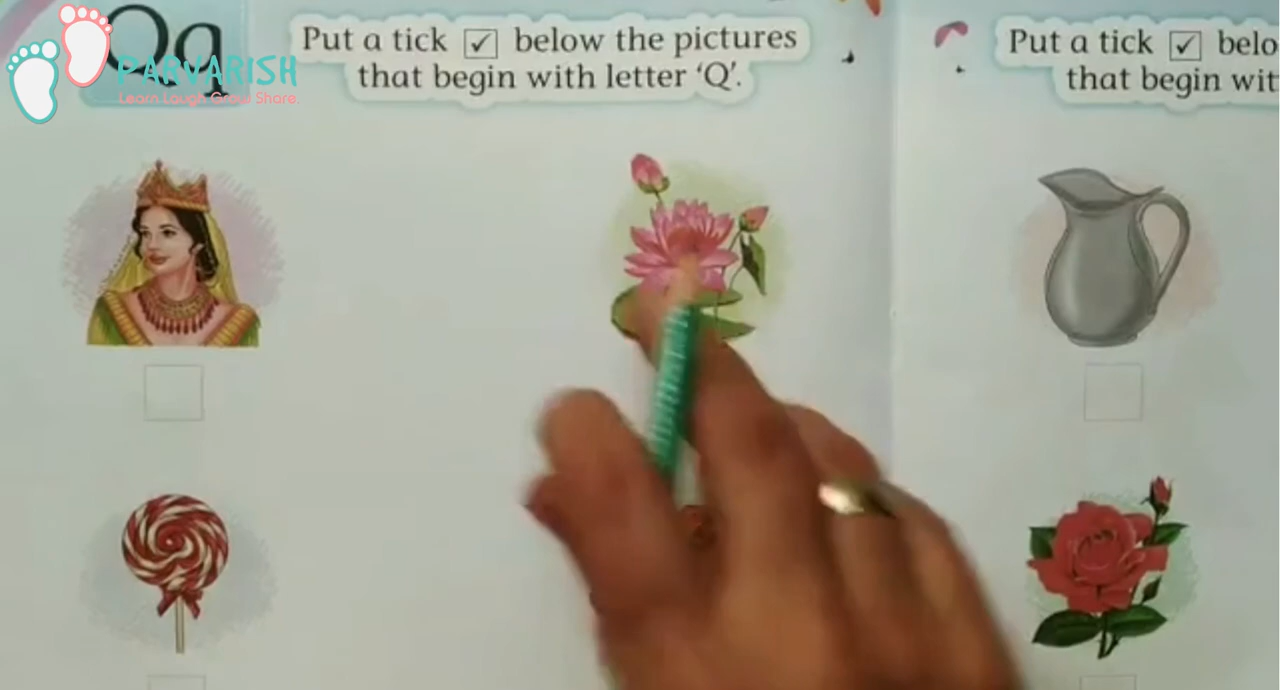 Qq
PARVARISH
Learn Laugh Grow Share.
Put a tick ✓ below the pictures
that begin with letter ‘Q’.
Put a tick ✓ belo
that begin wit